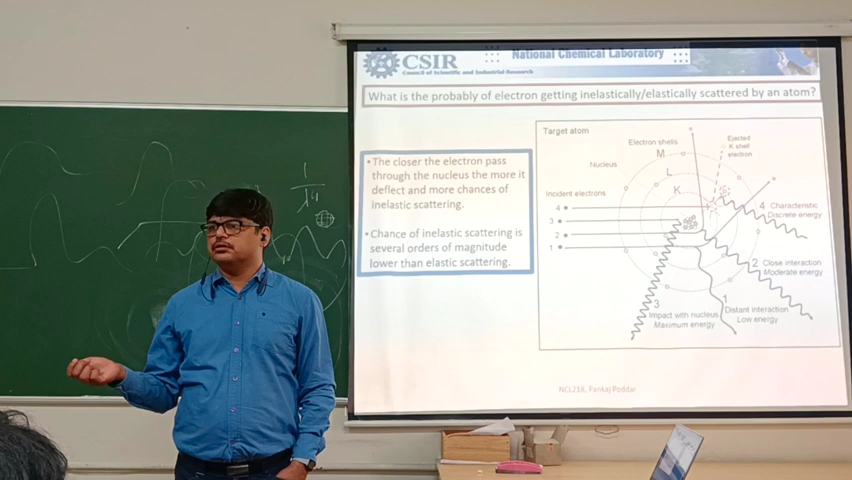 CSIR
Council of Scientific and Industrial Research
National Chemical Laboratory
What is the probably of electron getting inelastically/elastically scattered by an atom?
• The closer the electron pass
through the nucleus the more it
deflect and more chances of
inelastic scattering.
• Chance of inelastic scattering is
several orders of magnitude
lower than elastic scattering.
Target atom
Electron shells
Ejected
K shell
electron
M
Nucleus
L
K
Incident electrons
4
3
2
1
4 Characteristic
Discrete energy
2 Close interaction
Moderate energy
1
Distant interaction
Low energy
3
Impact with nucleus
Maximum energy
NCL218, Pankaj Poddar
1
λ4